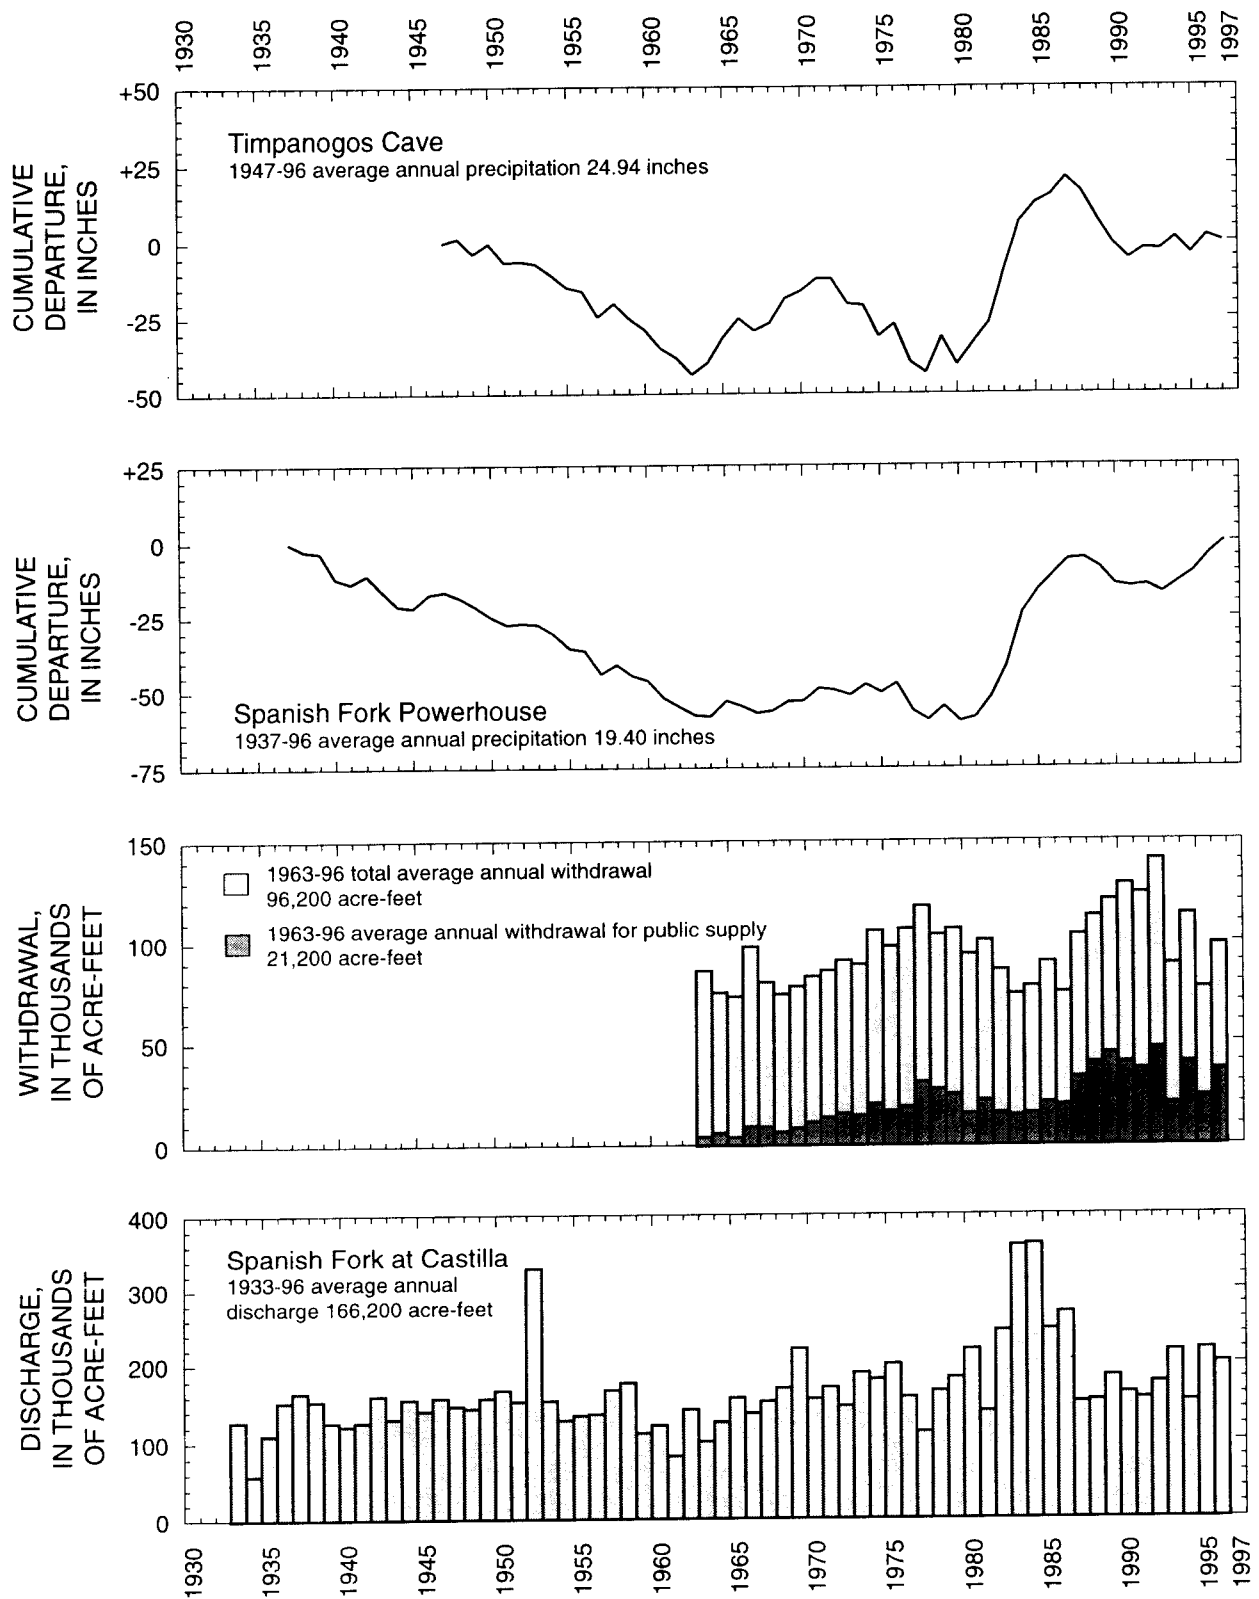 1930 1935 1940 1945 1950 1955 1960 1965 1970 1975 1980 1985 1990 1995 1997
CUMULATIVE
DEPARTURE,
IN INCHES
+50
+25
0
-25
-50
Timpanogos Cave
1947-96 average annual precipitation 24.94 inches
CUMULATIVE
DEPARTURE,
IN INCHES
+25
0
-25
-50
-75
Spanish Fork Powerhouse
1937-96 average annual precipitation 19.40 inches
WITHDRAWAL,
IN THOUSANDS
OF ACRE-FEET
150
100
50
0
1963-96 total average annual withdrawal
96,200 acre-feet
1963-96 average annual withdrawal for public supply
21,200 acre-feet
DISCHARGE,
IN THOUSANDS
OF ACRE-FEET
400
300
200
100
0
Spanish Fork at Castilla
1933-96 average annual
discharge 166,200 acre-feet
1930 1935 1940 1945 1950 1955 1960 1965 1970 1975 1980 1985 1990 1995 1997